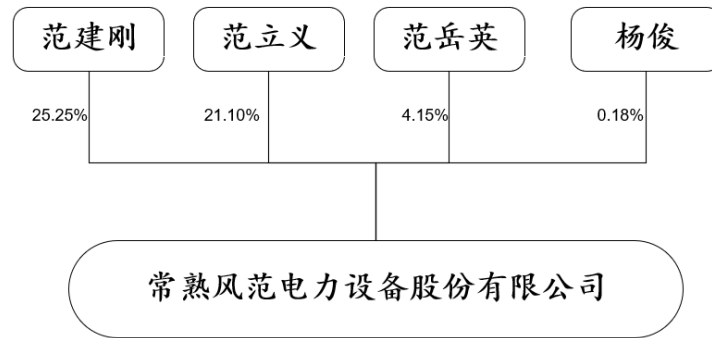 范建刚
范立义
范岳英
杨俊
25.25%
21.10%
4.15%
0.18%
常熟风范电力设备股份有限公司